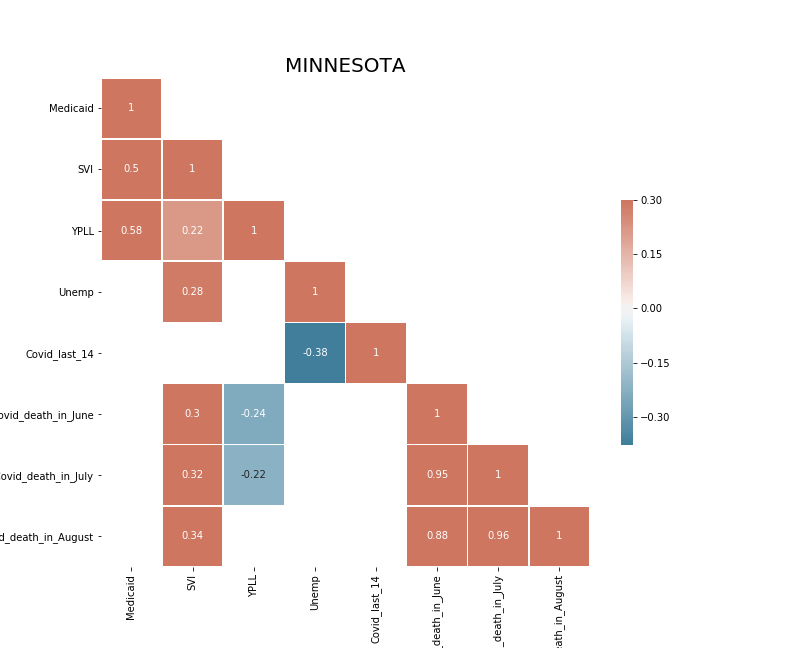 MINNESOTA
Medicaid 1
SVI 0.5 1
YPLL 0.58 0.22 1
Unemp 0.28 1
Covid_last_14 -0.38 1
ovid_death_in_June 0.3 -0.24 1
ovid_death_in_July 0.32 -0.22 0.95 1
d_death_in_August 0.34 0.88 0.96 1
Medicaid
SVI
YPLL
Unemp
Covid_last_14
_death_in_June
_death_in_July
eath_in_August
0.30
0.15
0.00
−0.15
−0.30